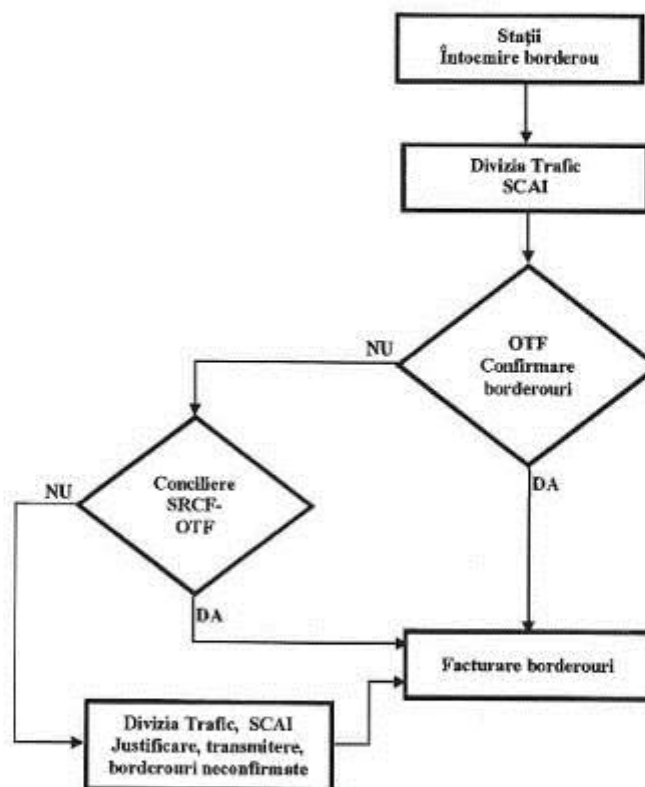 Staţii
Întocmire borderou
Divizia Trafic
SCAI
OTF
Confirmare
borderouri
NU
DA
Conciliere
SRCF-
OTF
NU
DA
Facturare borderouri
Divizia Trafic, SCAI
Justificare, transmitere,
borderouri neconfirmate